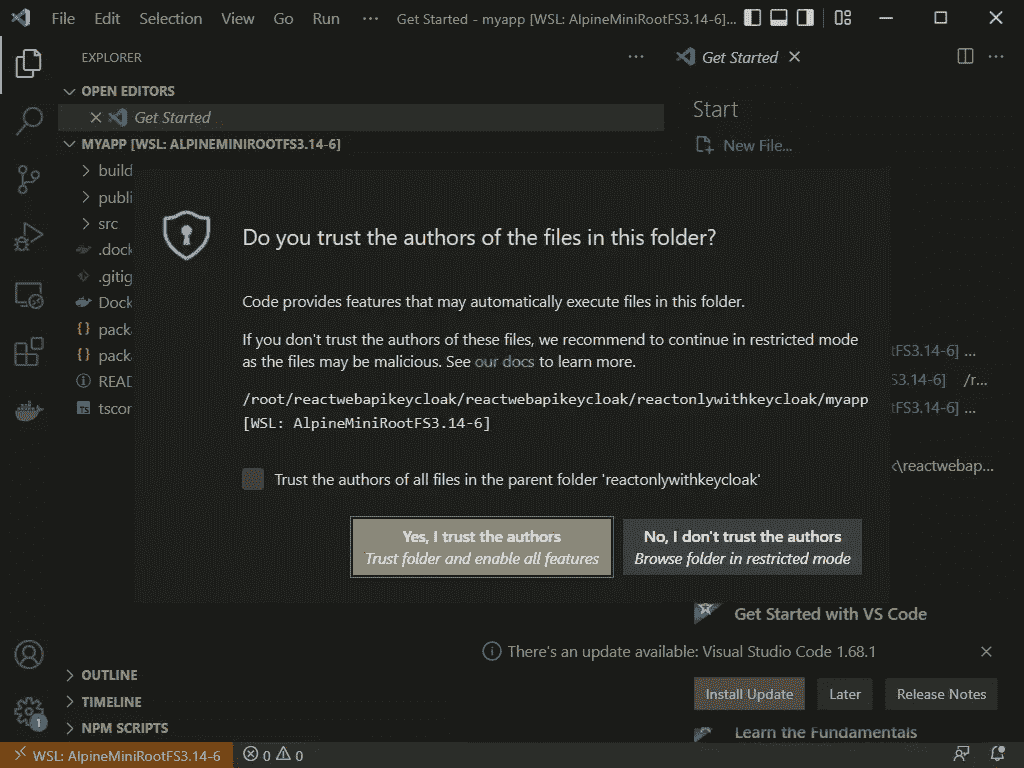 File Edit Selection View Go Run ··· Get Started - myapp [WSL: AlpineMiniRootFS3.14-6]...
EXPLORER
Get Started
OPEN EDITORS
Get Started
MYAPP [WSL: ALPINEMINIROOTFS3.14-6]
Start
New File...
build
publi
src
.dock
.gitig
Dock
pack
pack
READ
tscor
Do you trust the authors of the files in this folder?
Code provides features that may automatically execute files in this folder.
If you don't trust the authors of these files, we recommend to continue in restricted mode
as the files may be malicious. See our docs to learn more.
/root/reactwebapikeycloak/reactwebapikeycloak/reactonlywithkeycloak/myapp
[WSL: AlpineMiniRootFS3.14-6]
Trust the authors of all files in the parent folder 'reactonlywithkeycloak'
Yes, I trust the authors
Trust folder and enable all features
No, I don't trust the authors
Browse folder in restricted mode
tFS3.14-6] ...
S3.14-6] /r...
tFS3.14-6] ...
\reactwebap...
Get Started with VS Code
There's an update available: Visual Studio Code 1.68.1
Install Update
Later
Release Notes
Learn the Fundamentals
OUTLINE
TIMELINE
NPM SCRIPTS
1
WSL: AlpineMiniRootFS3.14-6
0
0